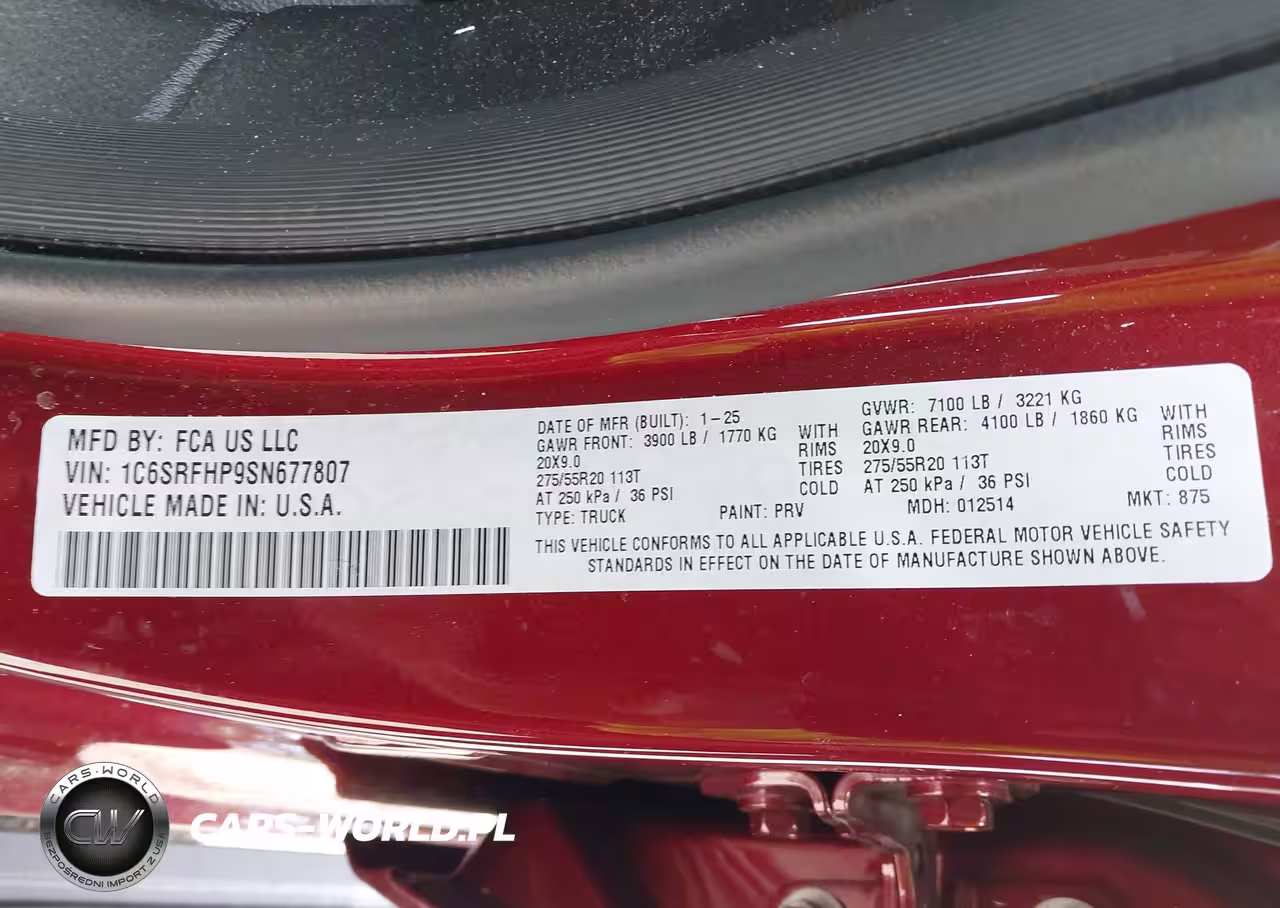 MFD BY: FCA US LLC
VIN: 1C6SRFHP9SN677807
VEHICLE MADE IN: U.S.A.
DATE OF MFR (BUILT): 1-25
GAWR FRONT: 3900 LB / 1770 KG WITH
20X9.0 RIMS
275/55R20 113T TIRES
AT 250 kPa / 36 PSI COLD
GVWR: 7100 LB / 3221 KG
GAWR REAR: 4100 LB / 1860 KG WITH
20X9.0 RIMS
275/55R20 113T TIRES
AT 250 kPa / 36 PSI COLD
TYPE: TRUCK PAINT: PRV MDH: 012514 MKT: 875
THIS VEHICLE CONFORMS TO ALL APPLICABLE U.S.A. FEDERAL MOTOR VEHICLE SAFETY
STANDARDS IN EFFECT ON THE DATE OF MANUFACTURE SHOWN ABOVE.
CARS-WORLD
CW
BEZPOŚREDNI IMPORT Z USA
CARS-WORLD.PL